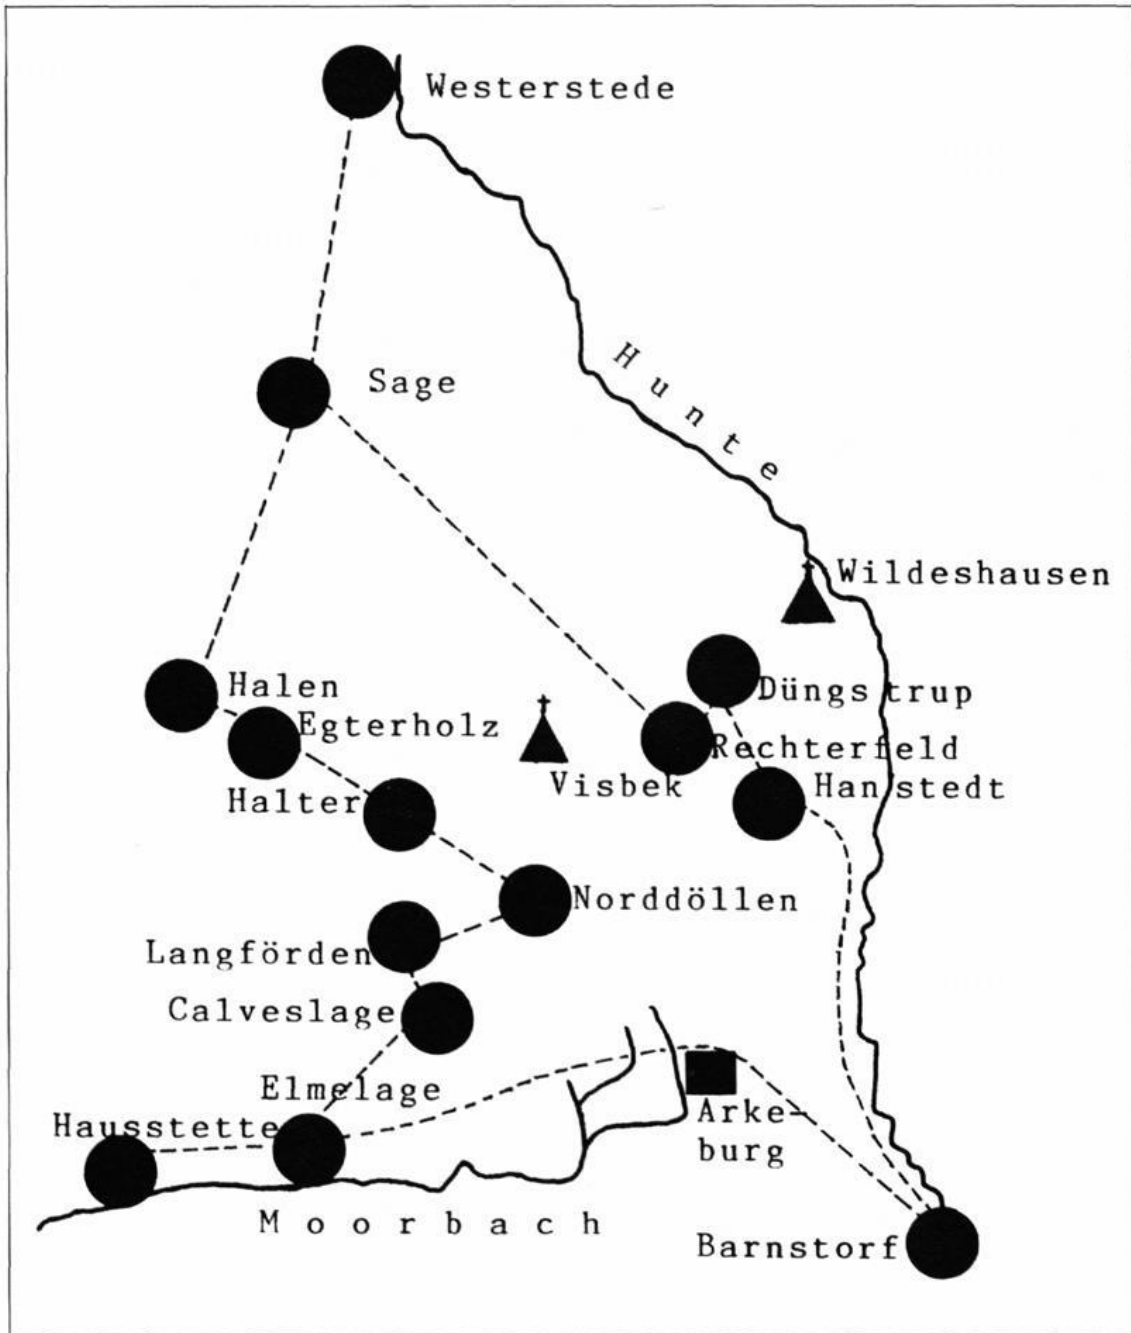 Westerstede
Sage
Hunte
Wildeshausen
Halen
Düngstrup
Egterholz
Rechterfeld
Visbek
Hanstedt
Halter
Norddöllen
Langförden
Calveslage
Elmelage
Hausstette
Arke-
burg
Moorbach
Barnstorf